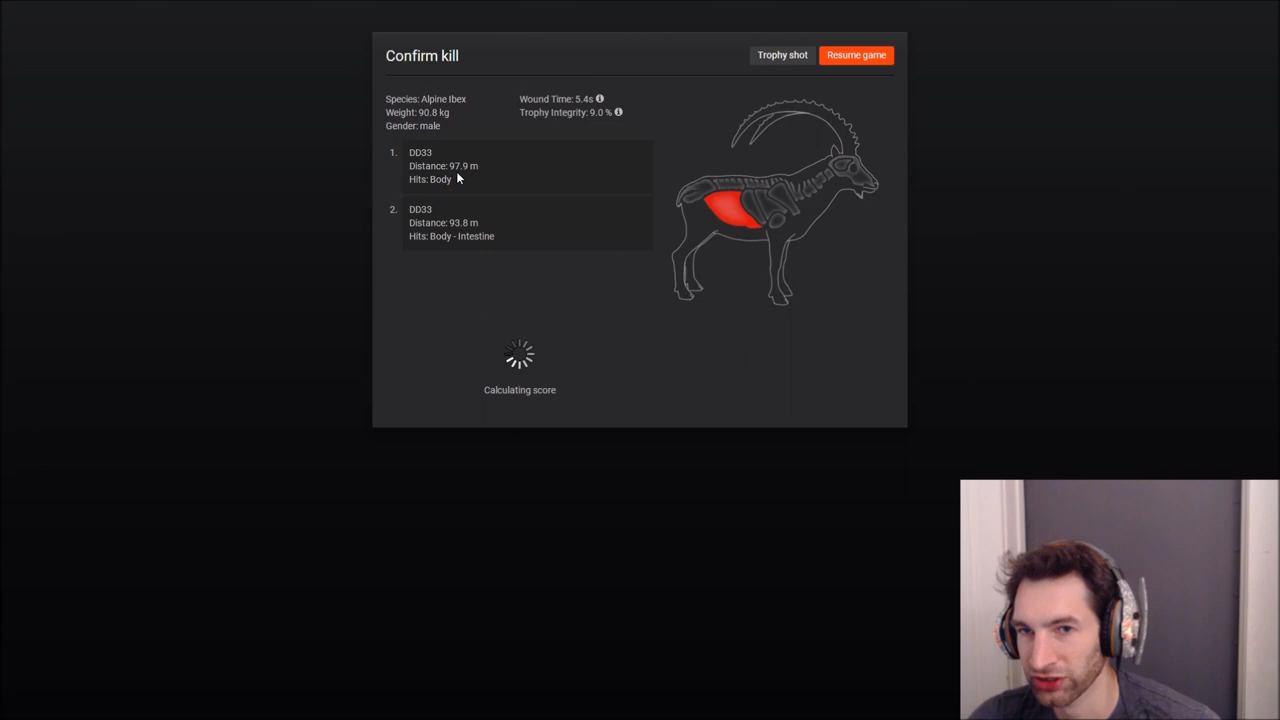 Confirm kill
Trophy shot
Resume game
Species: Alpine Ibex
Weight: 90.8 kg
Gender: male
Wound Time: 5.4s
Trophy Integrity: 9.0 %
1.
DD33
Distance: 97.9 m
Hits: Body
2.
DD33
Distance: 93.8 m
Hits: Body - Intestine
Calculating score